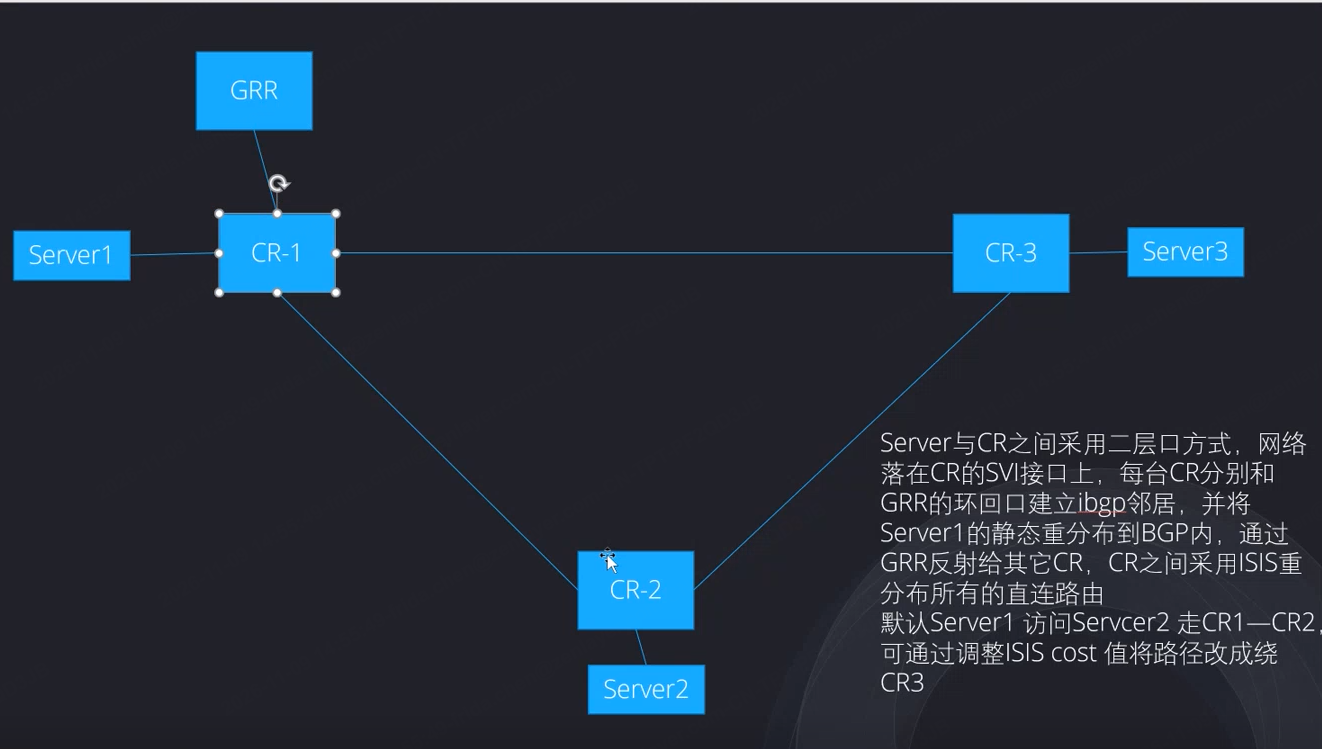 GRR
Server1
CR-1
CR-3
Server3
CR-2
Server2
Server与CR之间采用二层口方式，网络
落在CR的SVI接口上，每台CR分别和
GRR的环回口建立ibgp邻居，并将
Server1的静态重分布到BGP内，通过
GRR反射给其它CR，CR之间采用ISIS重
分布所有的直连路由
默认Server1 访问Servcer2 走CR1—CR2，
可通过调整ISIS cost 值将路径改成绕
CR3